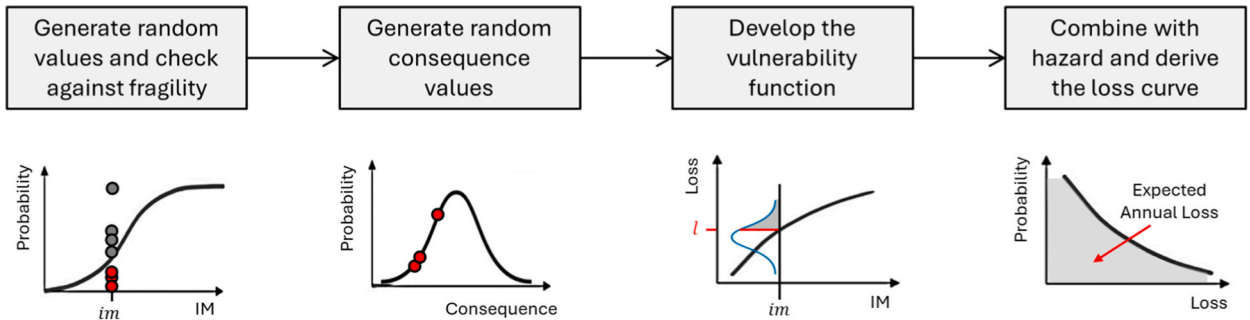 Generate random
values and check
against fragility
Generate random
consequence
values
Develop the
vulnerability
function
Combine with
hazard and derive
the loss curve
Probability
im
IM
Probability
Consequence
Loss
l
im
IM
Probability
Expected
Annual Loss
Loss